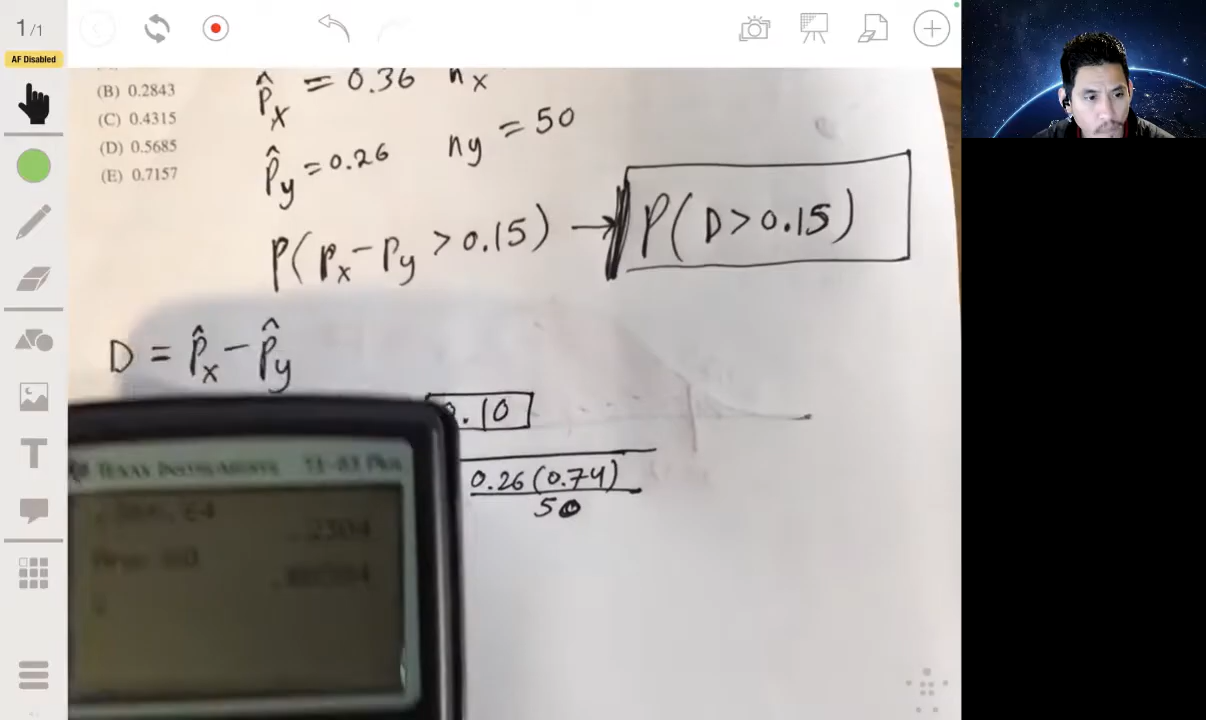 1/1
AF Disabled
(B) 0.2843
(C) 0.4315
(D) 0.5685
(E) 0.7157
p̂x = 0.36 nx
p̂y = 0.26 ny = 50
P(px - py > 0.15) → P(D > 0.15)
D = p̂x - p̂y
.10
0.26(0.74)
50
TEXAS INSTRUMENTS TI-83 Plus
.2304
T